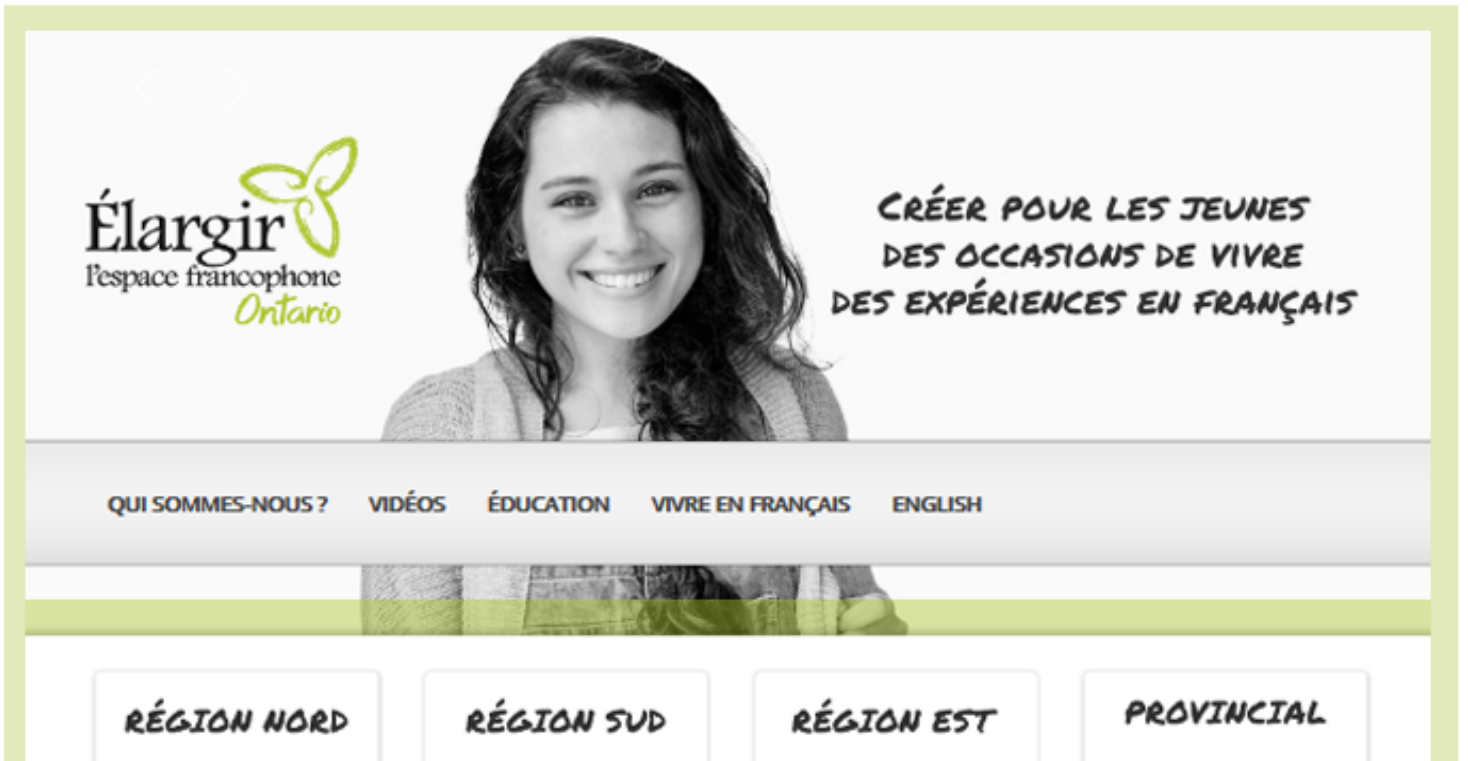 Élargir
l'espace francophone
Ontario
CRÉER POUR LES JEUNES
DES OCCASIONS DE VIVRE
DES EXPÉRIENCES EN FRANÇAIS
QUI SOMMES-NOUS ? VIDÉOS ÉDUCATION VIVRE EN FRANÇAIS ENGLISH
RÉGION NORD RÉGION SUD RÉGION EST PROVINCIAL